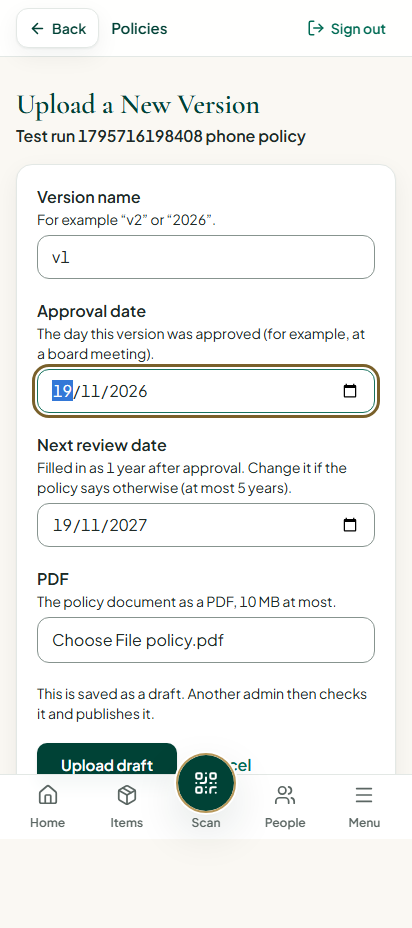 Back
Policies
Sign out
Upload a New Version
Test run 1795716198408 phone policy
Version name
For example “v2” or “2026”.
v1
Approval date
The day this version was approved (for example, at
a board meeting).
19/11/2026
Next review date
Filled in as 1 year after approval. Change it if the
policy says otherwise (at most 5 years).
19/11/2027
PDF
The policy document as a PDF, 10 MB at most.
Choose File policy.pdf
This is saved as a draft. Another admin then checks
it and publishes it.
Upload draft
Home
Items
Scan
People
Menu